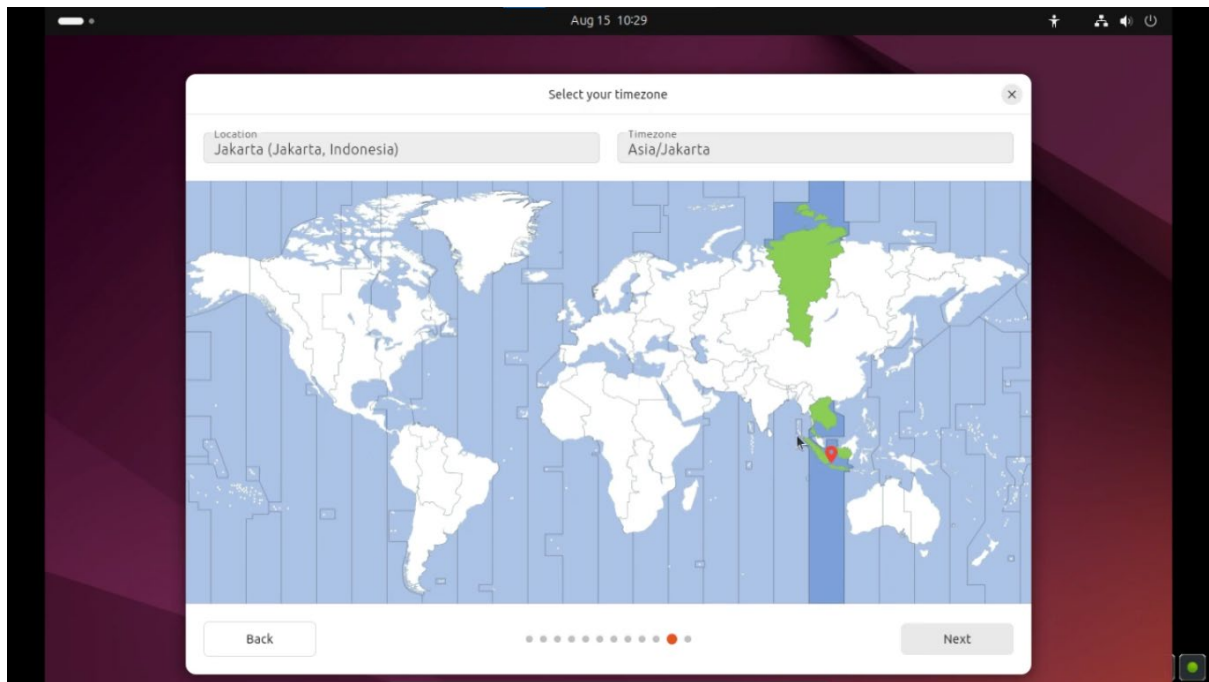 Aug 15 10:29
Select your timezone
Location
Jakarta (Jakarta, Indonesia)
Timezone
Asia/Jakarta
Back
Next